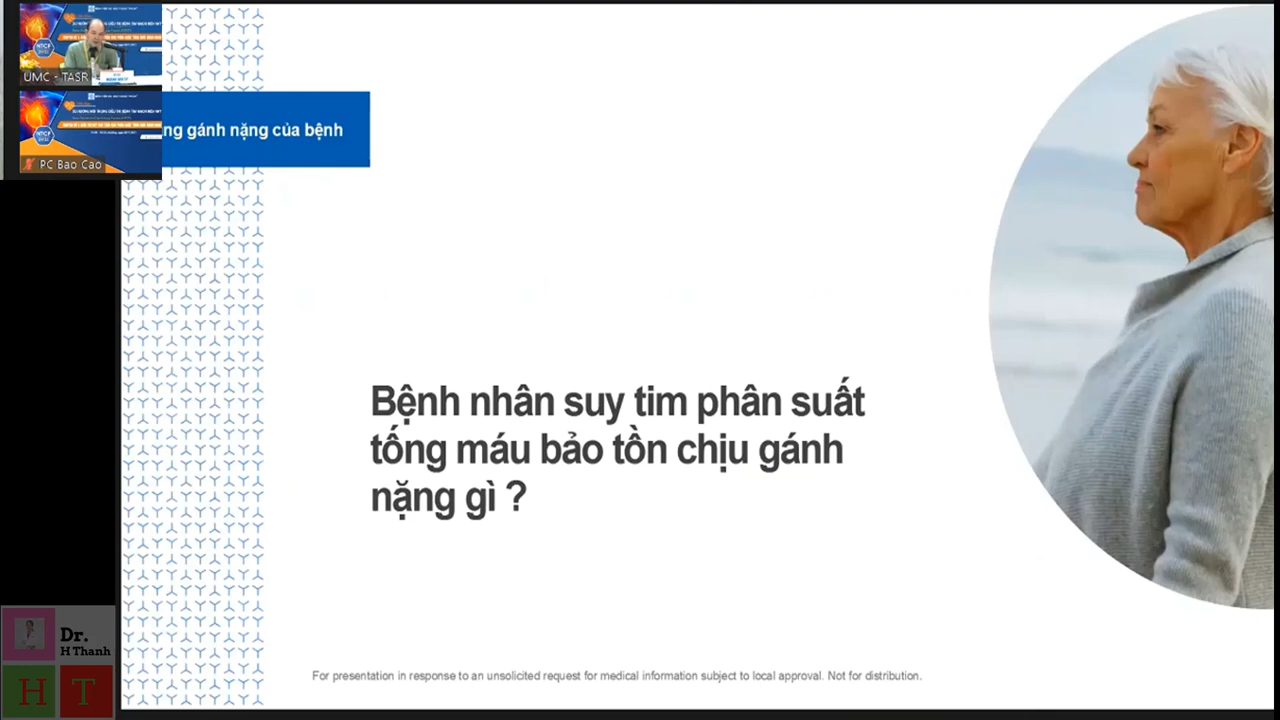 UMC - TASR
PC Bao Cao
ng gánh nặng của bệnh
Bệnh nhân suy tim phân suất
tống máu bảo tồn chịu gánh
nặng gì ?
Dr.
H Thanh
H T
For presentation in response to an unsolicited request for medical information subject to local approval. Not for distribution.